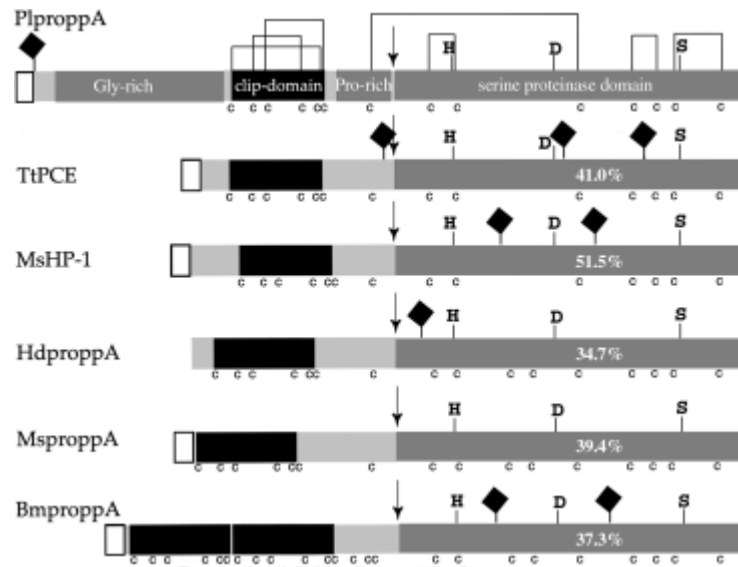 PlproppA
H D S
Gly-rich clip-domain Pro-rich serine proteinase domain
c c c c cc c c c c c c c c
H D S
TtPCE 41.0%
c c c c cc c c c c c c c c
H D S
MsHP-1 51.5%
c c c c cc c c c c c c c c
H D S
HdproppA 34.7%
c c c c cc c c c c c c c c c c
H D S
MsproppA 39.4%
c c c c cc c c c c c c c c c c
H D S
BmproppA 37.3%
c c c c cc c c c c cc c cc c c c c c c c c c